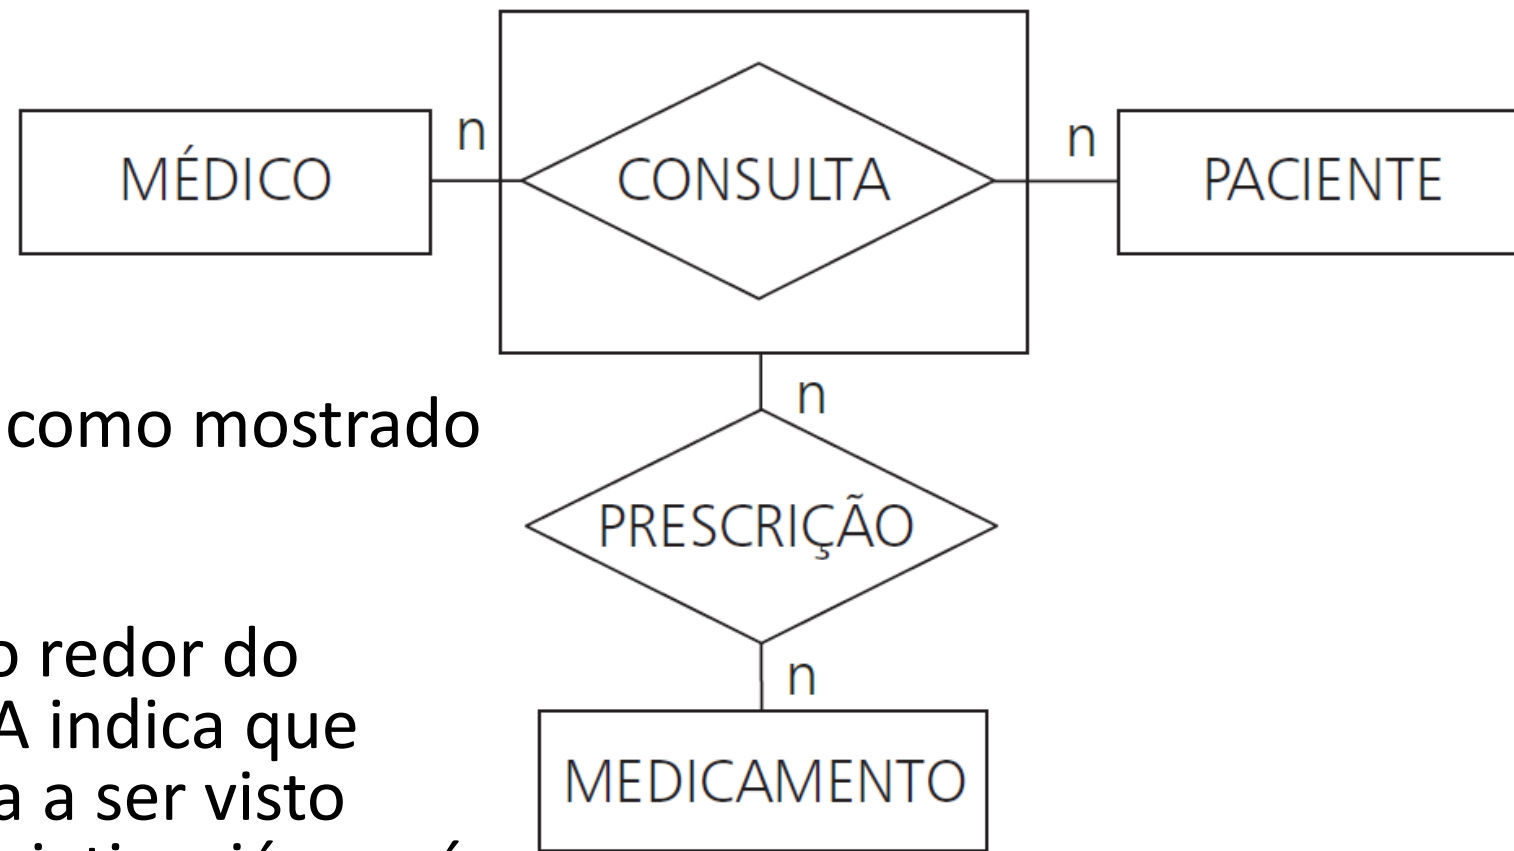 n
n
MÉDICO
CONSULTA
PACIENTE
n
como mostrado
PRESCRIÇÃO
redor do
n
A indica que
MEDICAMENTO
a ser visto